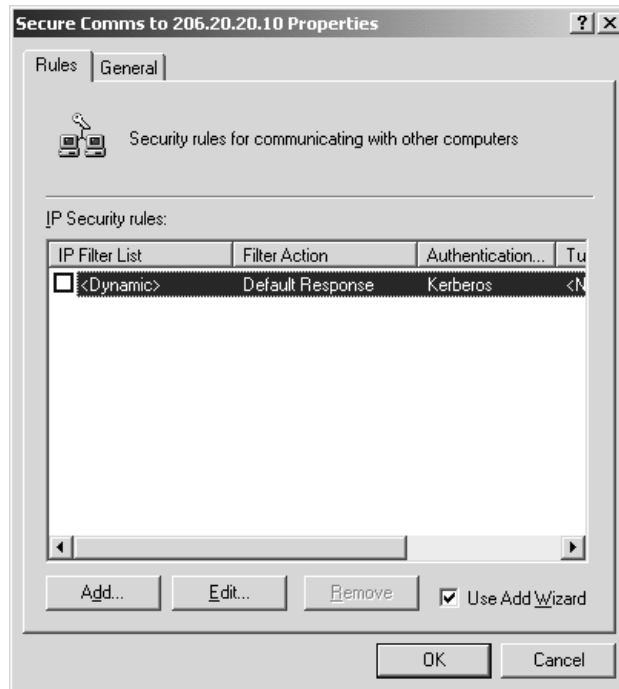 Secure Comms to 206.20.20.10 Properties
Rules General
Security rules for communicating with other computers
IP Security rules:
IP Filter List Filter Action Authentication... Tu
<Dynamic> Default Response Kerberos <N
Add... Edit... Remove Use Add Wizard
OK Cancel